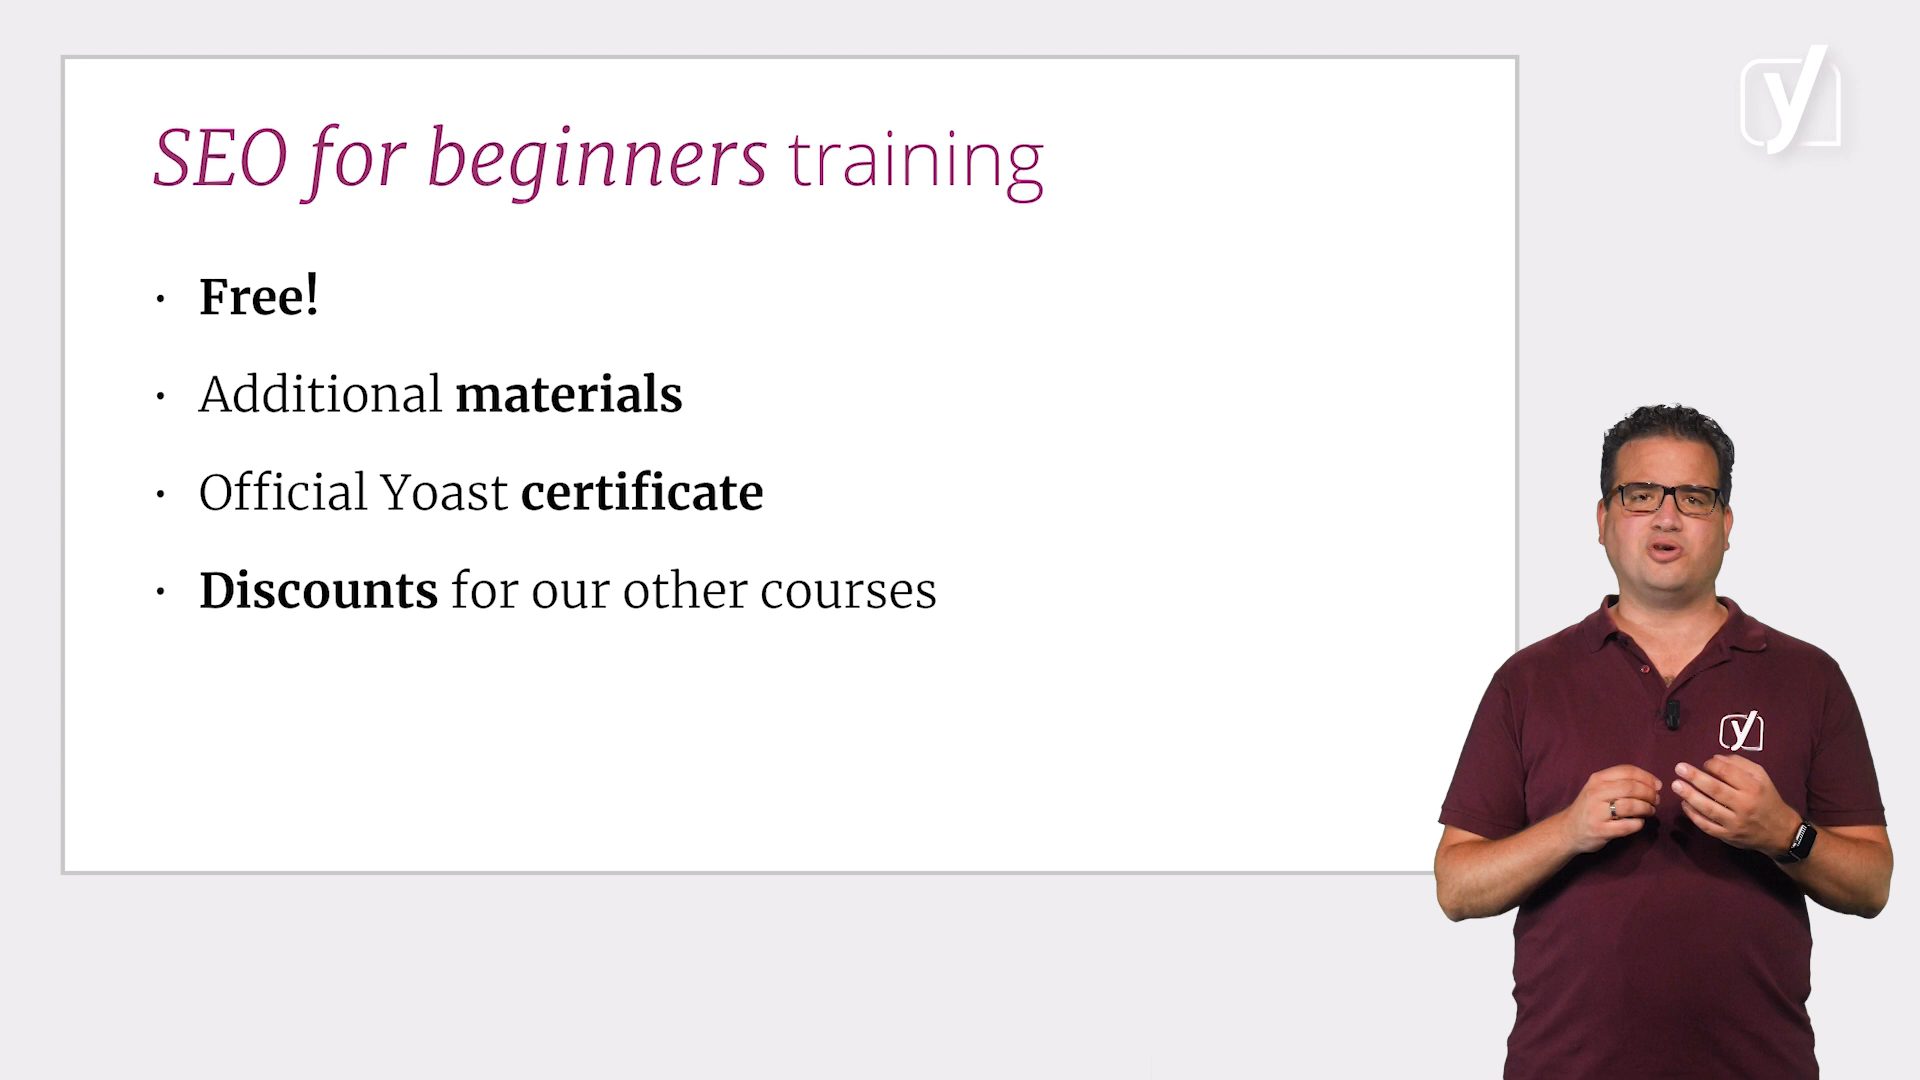 SEO for beginners training
• Free!
• Additional materials
• Official Yoast certificate
• Discounts for our other courses
y
y